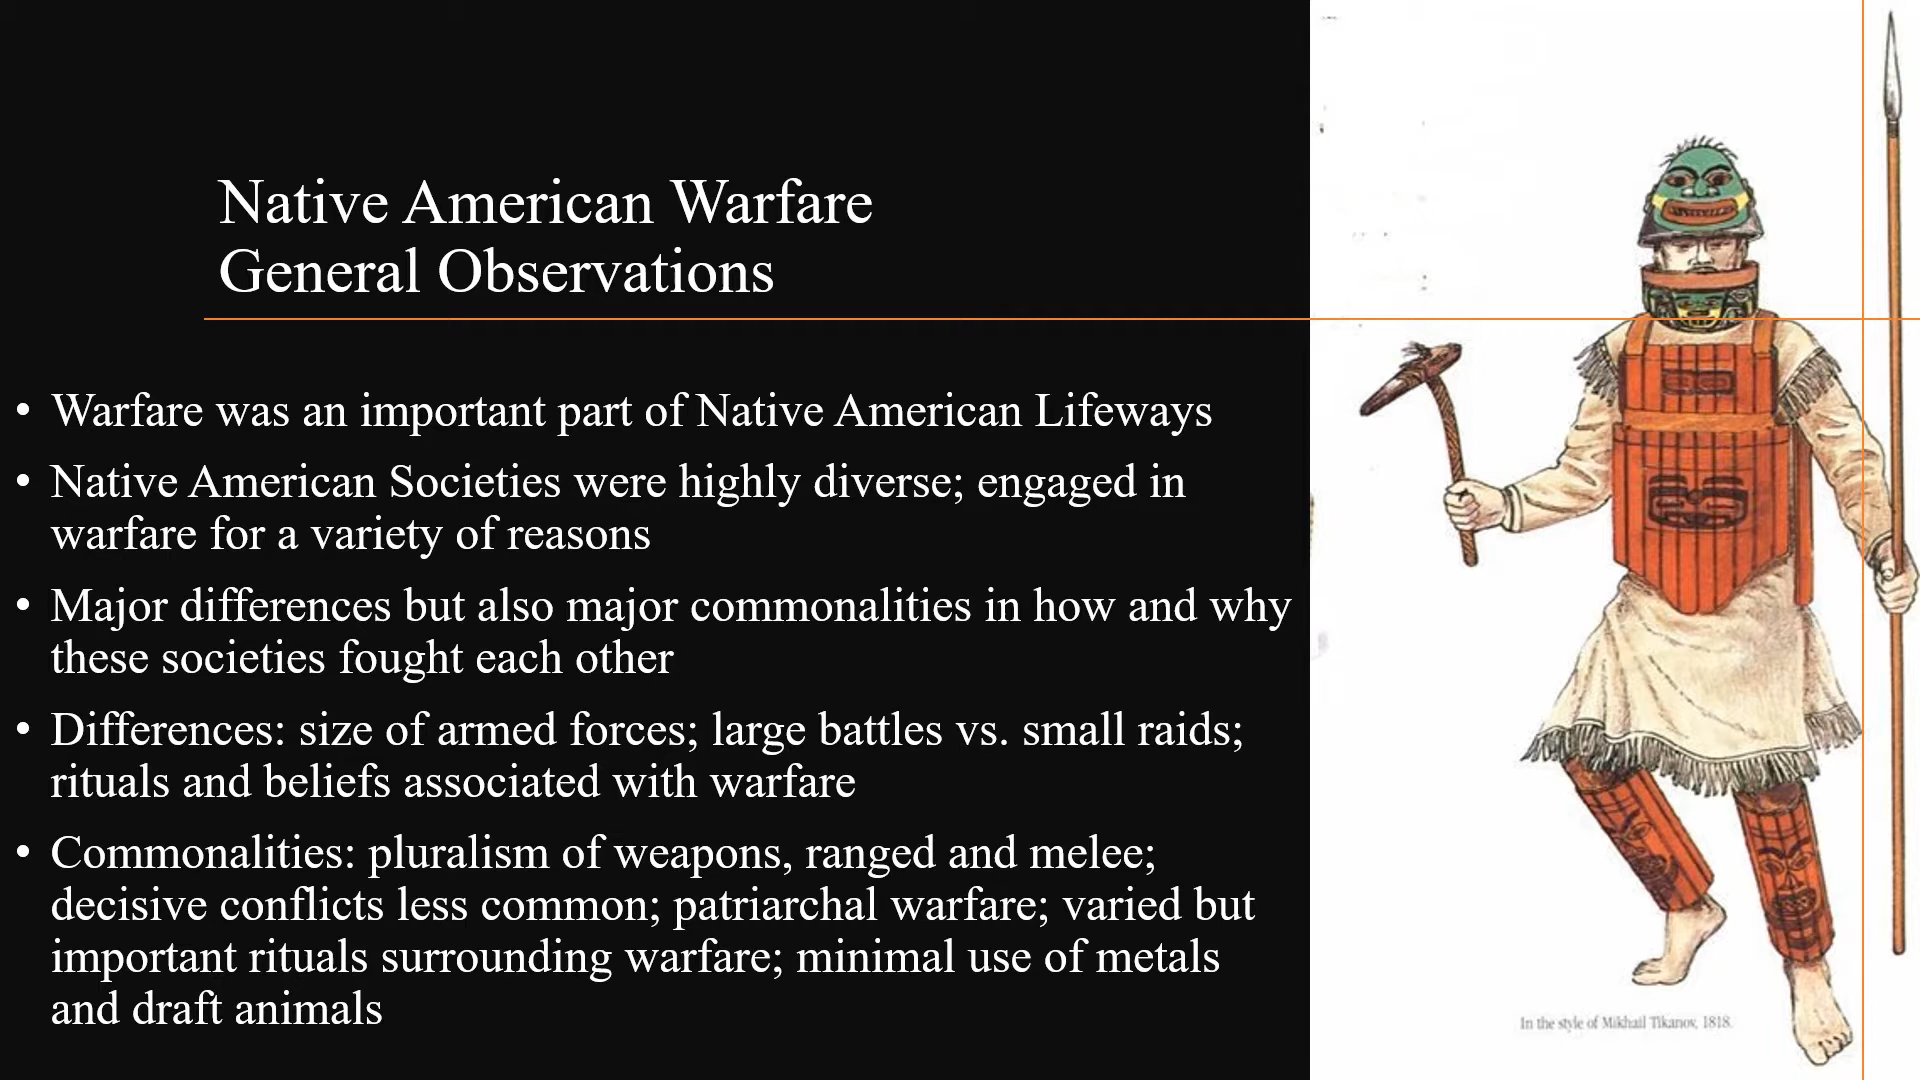 Native American Warfare
General Observations
• Warfare was an important part of Native American Lifeways
• Native American Societies were highly diverse; engaged in
warfare for a variety of reasons
• Major differences but also major commonalities in how and why
these societies fought each other
• Differences: size of armed forces; large battles vs. small raids;
rituals and beliefs associated with warfare
• Commonalities: pluralism of weapons, ranged and melee;
decisive conflicts less common; patriarchal warfare; varied but
important rituals surrounding warfare; minimal use of metals
and draft animals
In the style of Mikhail Tikanov, 1818.